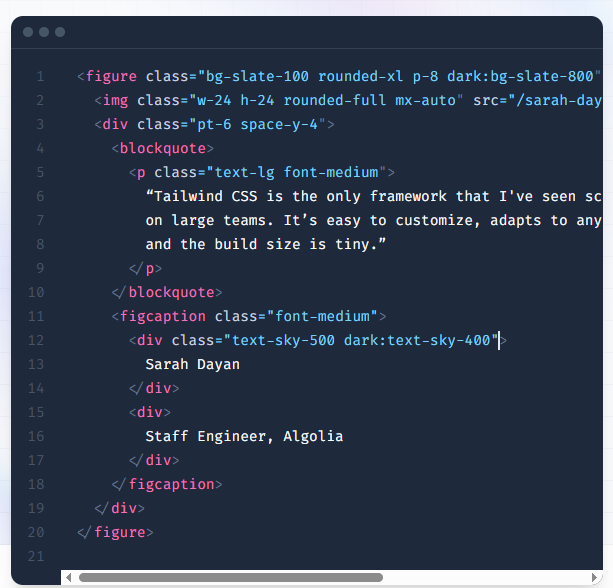 1 <figure class="bg-slate-100 rounded-xl p-8 dark:bg-slate-800"
2 <img class="w-24 h-24 rounded-full mx-auto" src="/sarah-day
3 <div class="pt-6 space-y-4">
4 <blockquote>
5 <p class="text-lg font-medium">
6 “Tailwind CSS is the only framework that I've seen sc
7 on large teams. It’s easy to customize, adapts to any
8 and the build size is tiny.”
9 </p>
10 </blockquote>
11 <figcaption class="font-medium">
12 <div class="text-sky-500 dark:text-sky-400">
13 Sarah Dayan
14 </div>
15 <div>
16 Staff Engineer, Algolia
17 </div>
18 </figcaption>
19 </div>
20 </figure>
21